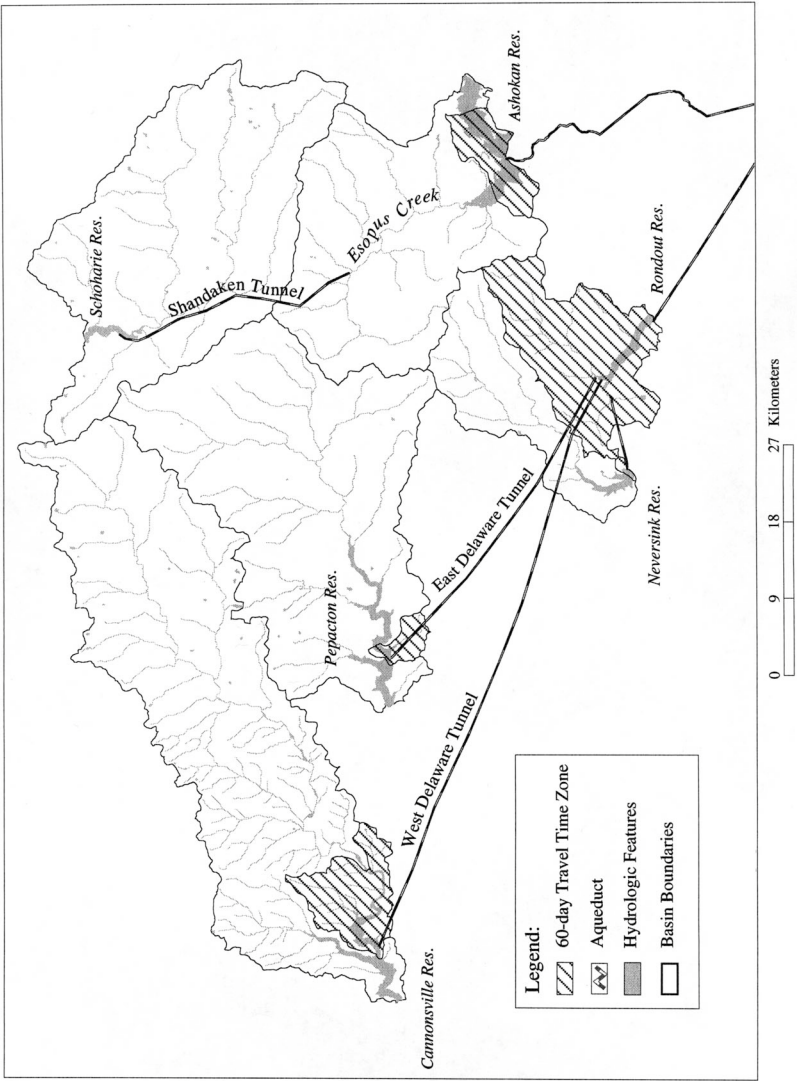 Schoharie Res.
Shandaken Tunnel
Esopus Creek
Ashokan Res.
Rondout Res.
Neversink Res.
East Delaware Tunnel
Pepacton Res.
West Delaware Tunnel
Cannonsville Res.
Legend:
60-day Travel Time Zone
Aqueduct
Hydrologic Features
Basin Boundaries
0 9 18 27 Kilometers